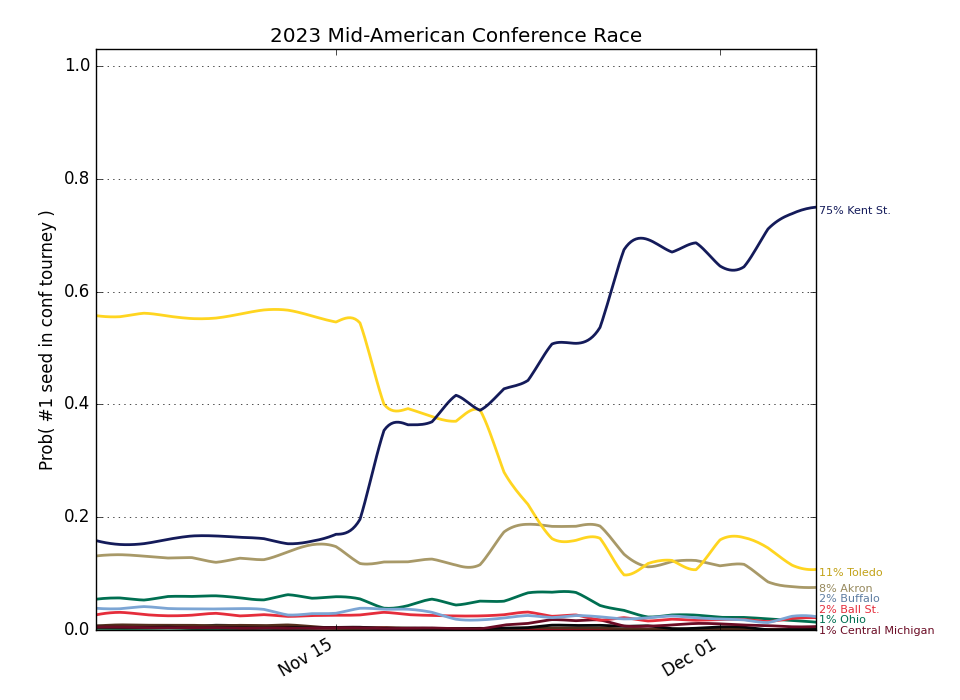 2023 Mid-American Conference Race
Prob( #1 seed in conf tourney )
1.0
0.8
0.6
0.4
0.2
0.0
Nov 15
Dec 01
75% Kent St.
11% Toledo
8% Akron
2% Buffalo
2% Ball St.
1% Ohio
1% Central Michigan